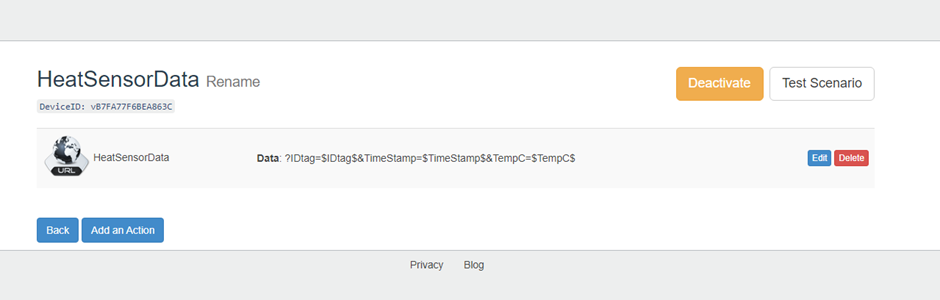 HeatSensorData Rename
Deactivate Test Scenario
DeviceID: vB7FA77F6BEA863C
URL
HeatSensorData Data: ?IDtag=$IDtag$&TimeStamp=$TimeStamp$&TempC=$TempC$ Edit Delete
Back Add an Action
Privacy Blog